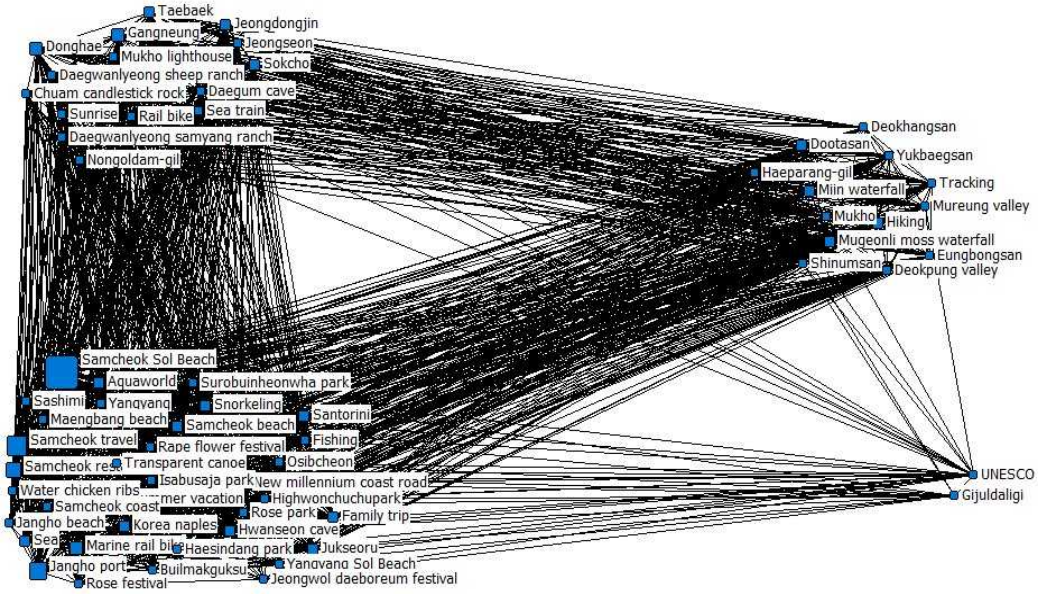 Taebaek
Jeongdongjin
Gangneung
Donghae
Jeongseon
Mukho lighthouse
Sokcho
Daegwanlyeong sheep ranch
Chuam candlestick rock
Daegum cave
Sunrise
Rail bike
Sea train
Daegwanlyeong samyang ranch
Nongoldam-gil
Deokhangsan
Dootasan
Yukbaegsan
Haeparang-gil
Tracking
Miin waterfall
Mureung valley
Mukho
Hiking
Mugeonli moss waterfall
Eungbongsan
Shinumsan
Deokpung valley
Samcheok Sol Beach
Aquaworld
Surobuinheonwha park
Sashimi
Yangyang
Snorkeling
Maengbang beach
Samcheok beach
Santorini
Samcheok travel
Rape flower festival
Fishing
Samcheok
Transparent canoe
Osibcheon
UNESCO
Isabusaja park
New millennium coast road
Water chicken ribs
vacation
Highwonchuchupark
Gijuldaligi
Samcheok coast
Rose park
Family trip
Jangho beach
Korea naples
Hwanseon cave
Sea
Marine rail bike
Haesindang park
Jukseoru
Jangho port
Builmakguksu
Yangyang Sol Beach
Rose festival
Jeongwol daeboreum festival